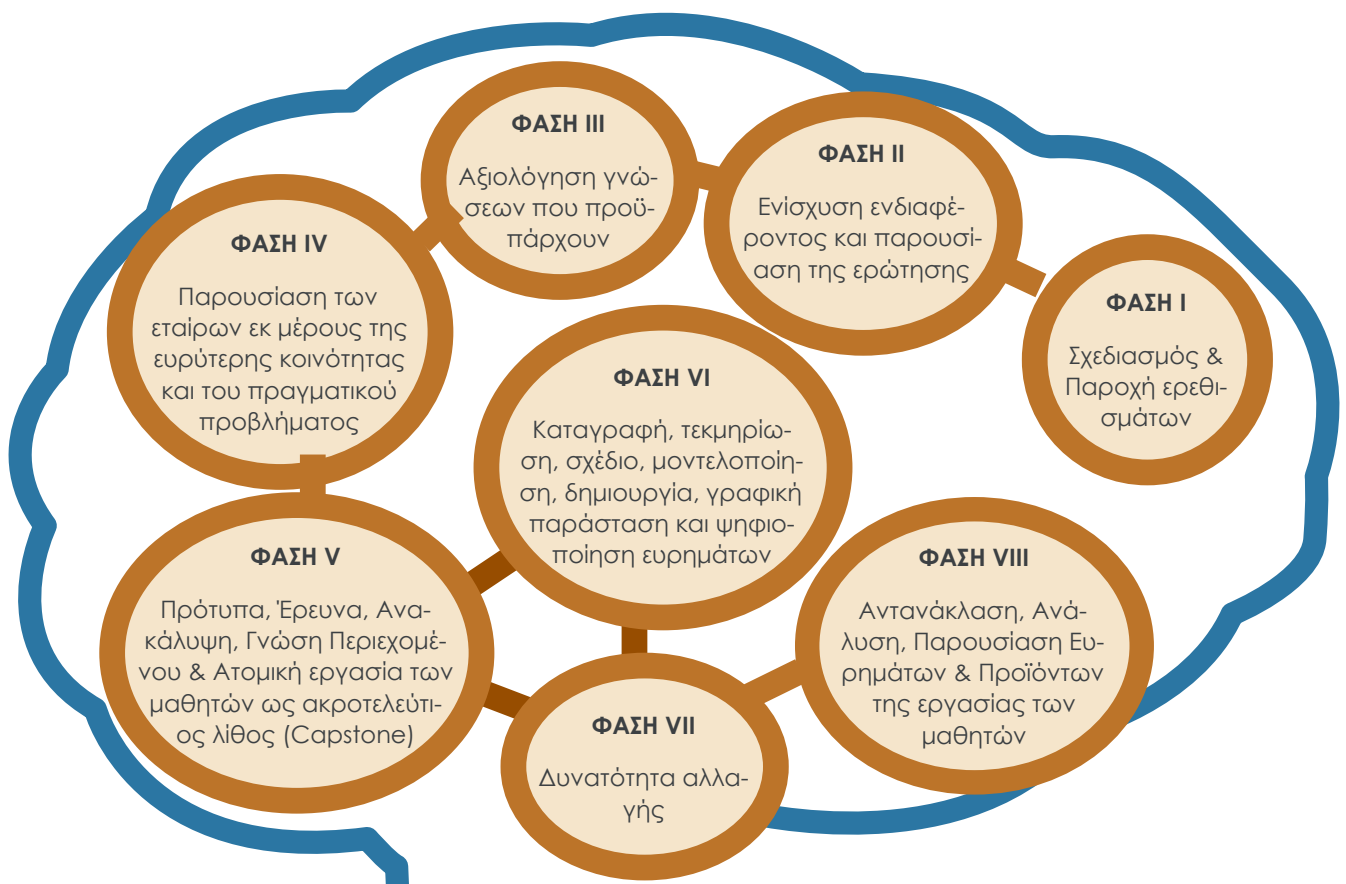 ΦΑΣΗ I
Σχεδιασμός &
Παροχή ερεθι-
σμάτων
ΦΑΣΗ II
Ενίσχυση ενδιαφέ-
ροντος και παρουσί-
αση της ερώτησης
ΦΑΣΗ III
Αξιολόγηση γνώ-
σεων που προϋ-
πάρχουν
ΦΑΣΗ IV
Παρουσίαση των
εταίρων εκ μέρους της
ευρύτερης κοινότητας
και του πραγματικού
προβλήματος
ΦΑΣΗ V
Πρότυπα, Έρευνα, Ανα-
κάλυψη, Γνώση Περιεχομέ-
νου & Ατομική εργασία των
μαθητών ως ακροτελεύτι-
ος λίθος (Capstone)
ΦΑΣΗ VI
Καταγραφή, τεκμηρίω-
ση, σχέδιο, μοντελοποίη-
ση, δημιουργία, γραφική
παράσταση και ψηφιο-
ποίηση ευρημάτων
ΦΑΣΗ VII
Δυνατότητα αλλα-
γής
ΦΑΣΗ VIII
Αντανάκλαση, Ανά-
λυση, Παρουσίαση Ευ-
ρημάτων & Προϊόντων
της εργασίας των
μαθητών